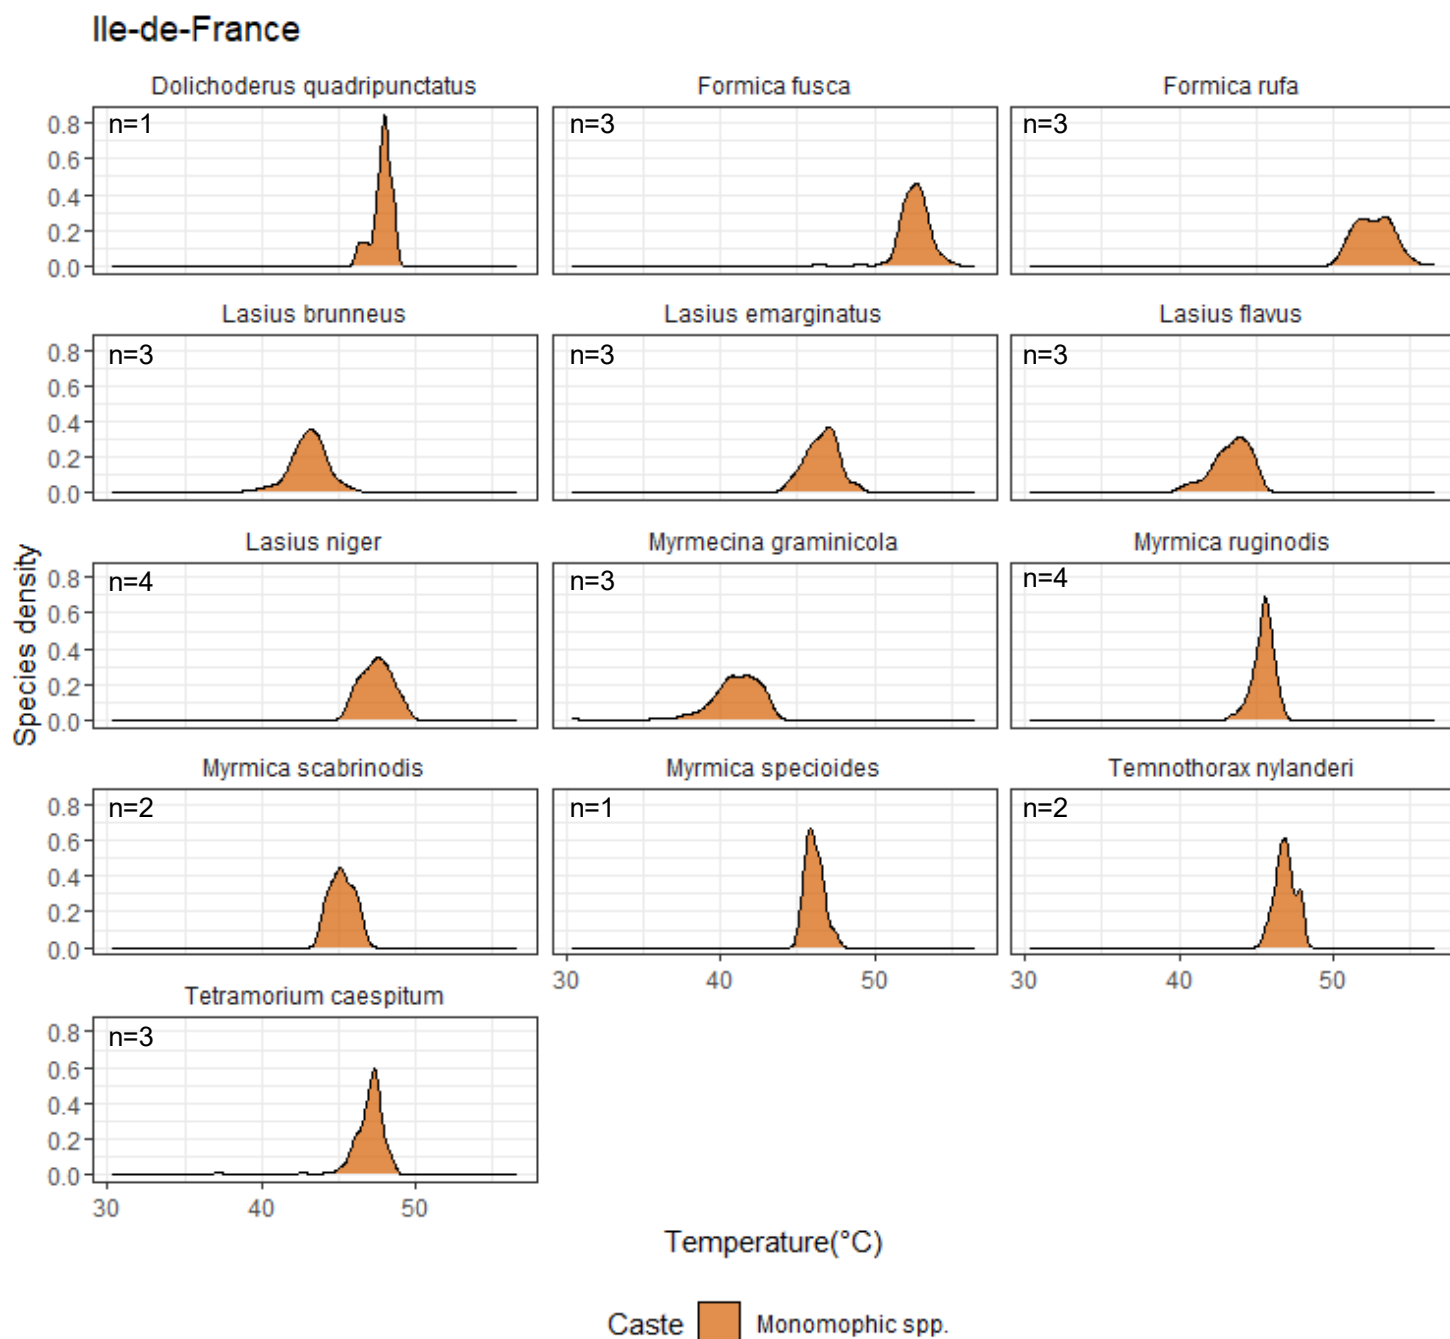 Ile-de-France
Dolichoderus quadripunctatus
Formica fusca
Formica rufa
n=1
n=3
n=3
0.8
0.6
0.4
0.2
0.0
Lasius brunneus
Lasius emarginatus
Lasius flavus
n=3
n=3
n=3
0.8
0.6
0.4
0.2
0.0
Lasius niger
Myrmecina graminicola
Myrmica ruginodis
n=4
n=3
n=4
0.8
0.6
0.4
0.2
0.0
Species density
Myrmica scabrinodis
Myrmica specioides
Temnothorax nylanderi
n=2
n=1
n=2
0.8
0.6
0.4
0.2
0.0
30 40 50
30 40 50
Tetramorium caespitum
n=3
0.8
0.6
0.4
0.2
0.0
30 40 50
Temperature(°C)
Caste Monomophic spp.